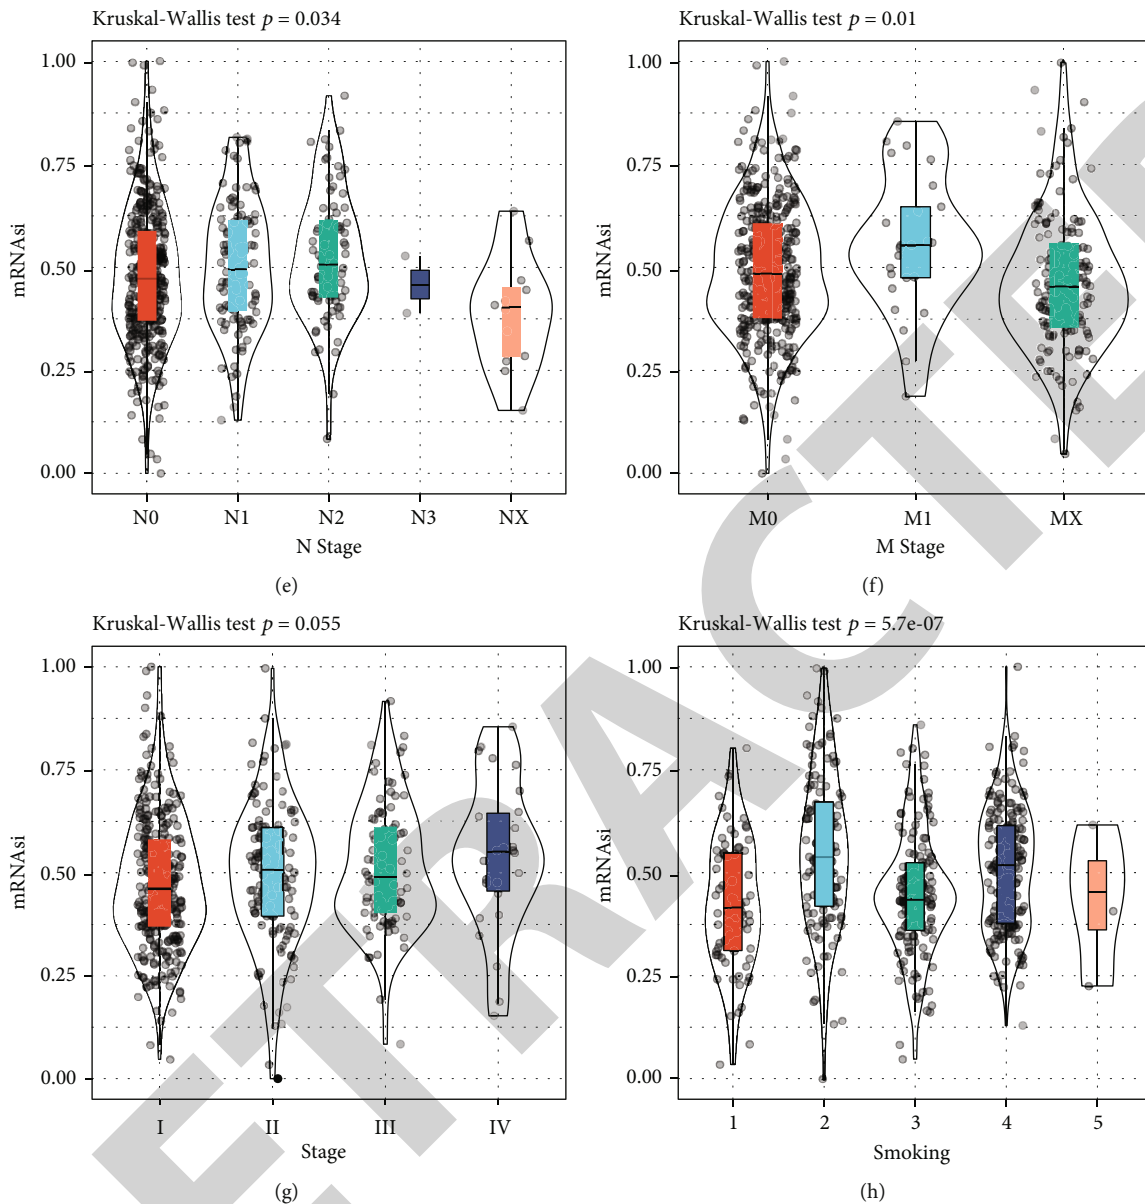 Kruskal-Wallis test p = 0.034
1.00
0.75
0.50
0.25
0.00
mRNAsi
N0 N1 N2 N3 NX
N Stage
(e)
Kruskal-Wallis test p = 0.01
1.00
0.75
0.50
0.25
0.00
mRNAsi
M0 M1 MX
M Stage
(f)
Kruskal-Wallis test p = 0.055
1.00
0.75
0.50
0.25
0.00
mRNAsi
I II III IV
Stage
(g)
Kruskal-Wallis test p = 5.7e-07
1.00
0.75
0.50
0.25
0.00
mRNAsi
1 2 3 4 5
Smoking
(h)
ETRACTE